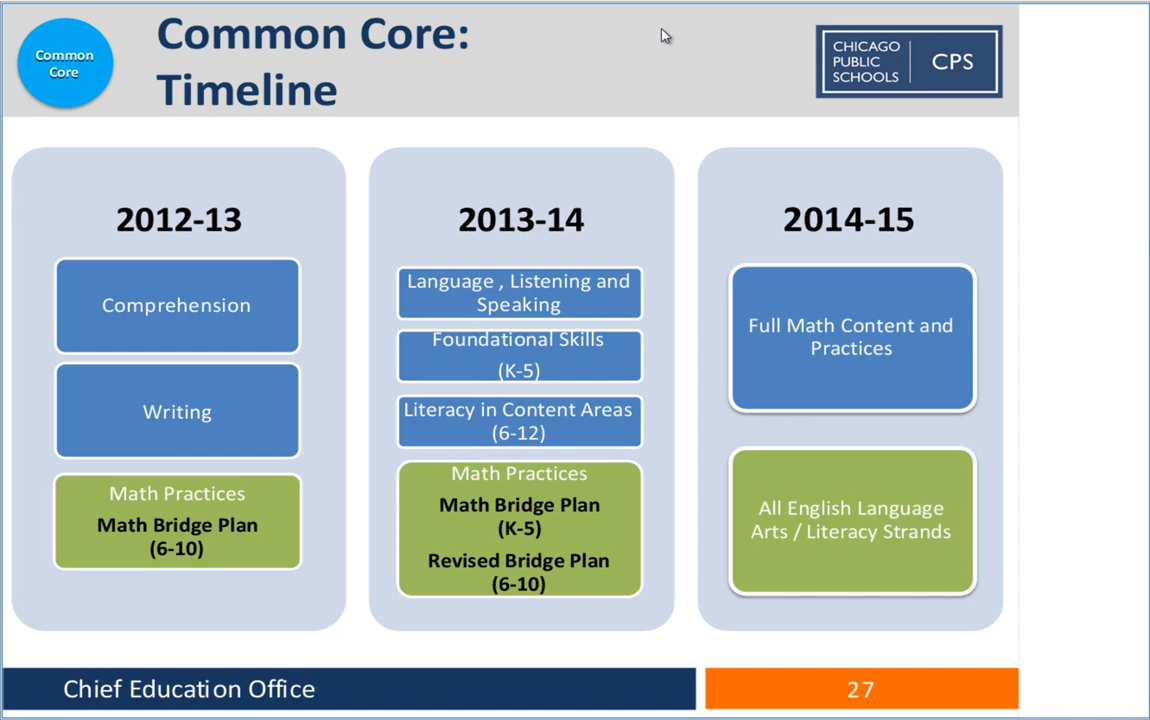 Common
Core
Common Core:
Timeline
CHICAGO
PUBLIC
SCHOOLS
CPS
2012-13
Comprehension
Writing
Math Practices
Math Bridge Plan
(6-10)
2013-14
Language , Listening and
Speaking
Foundational Skills
(K-5)
Literacy in Content Areas
(6-12)
Math Practices
Math Bridge Plan
(K-5)
Revised Bridge Plan
(6-10)
2014-15
Full Math Content and
Practices
All English Language
Arts / Literacy Strands
Chief Education Office
27